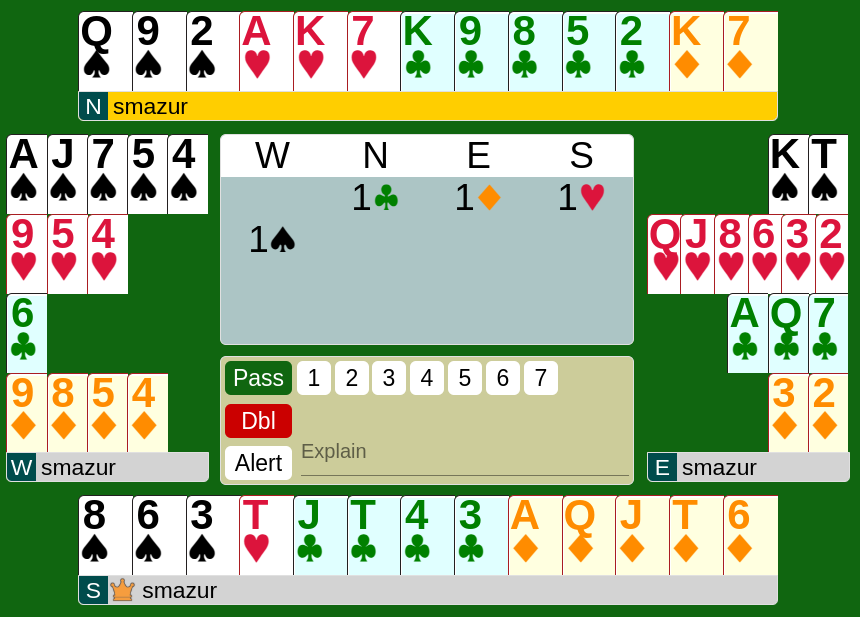 Q 9 2 A K 7 K 9 8 5 2 K 7
♠ ♠ ♠ ♥ ♥ ♥ ♣ ♣ ♣ ♣ ♣ ♦ ♦
N smazur
A J 7 5 4
♠ ♠ ♠ ♠ ♠
9 5 4
♥ ♥ ♥
6
♣
9 8 5 4
♦ ♦ ♦ ♦
W smazur
W N E S
1♣ 1♦ 1♥
1♠
Pass 1 2 3 4 5 6 7
Dbl
Alert Explain
K T
♠ ♠
Q J 8 6 3 2
♥ ♥ ♥ ♥ ♥ ♥
A Q 7
♣ ♣ ♣
3 2
♦ ♦
E smazur
8 6 3 T J T 4 3 A Q J T 6
♠ ♠ ♠ ♥ ♣ ♣ ♣ ♣ ♦ ♦ ♦ ♦ ♦
S smazur